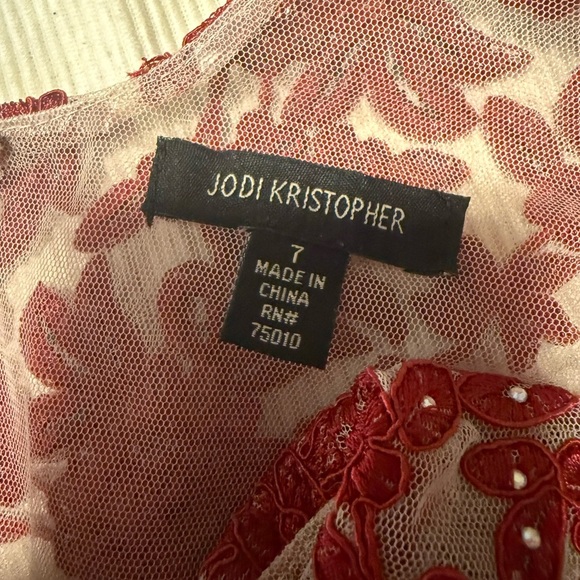 JODI KRISTOPHER
7
MADE IN
CHINA
RN#
75010